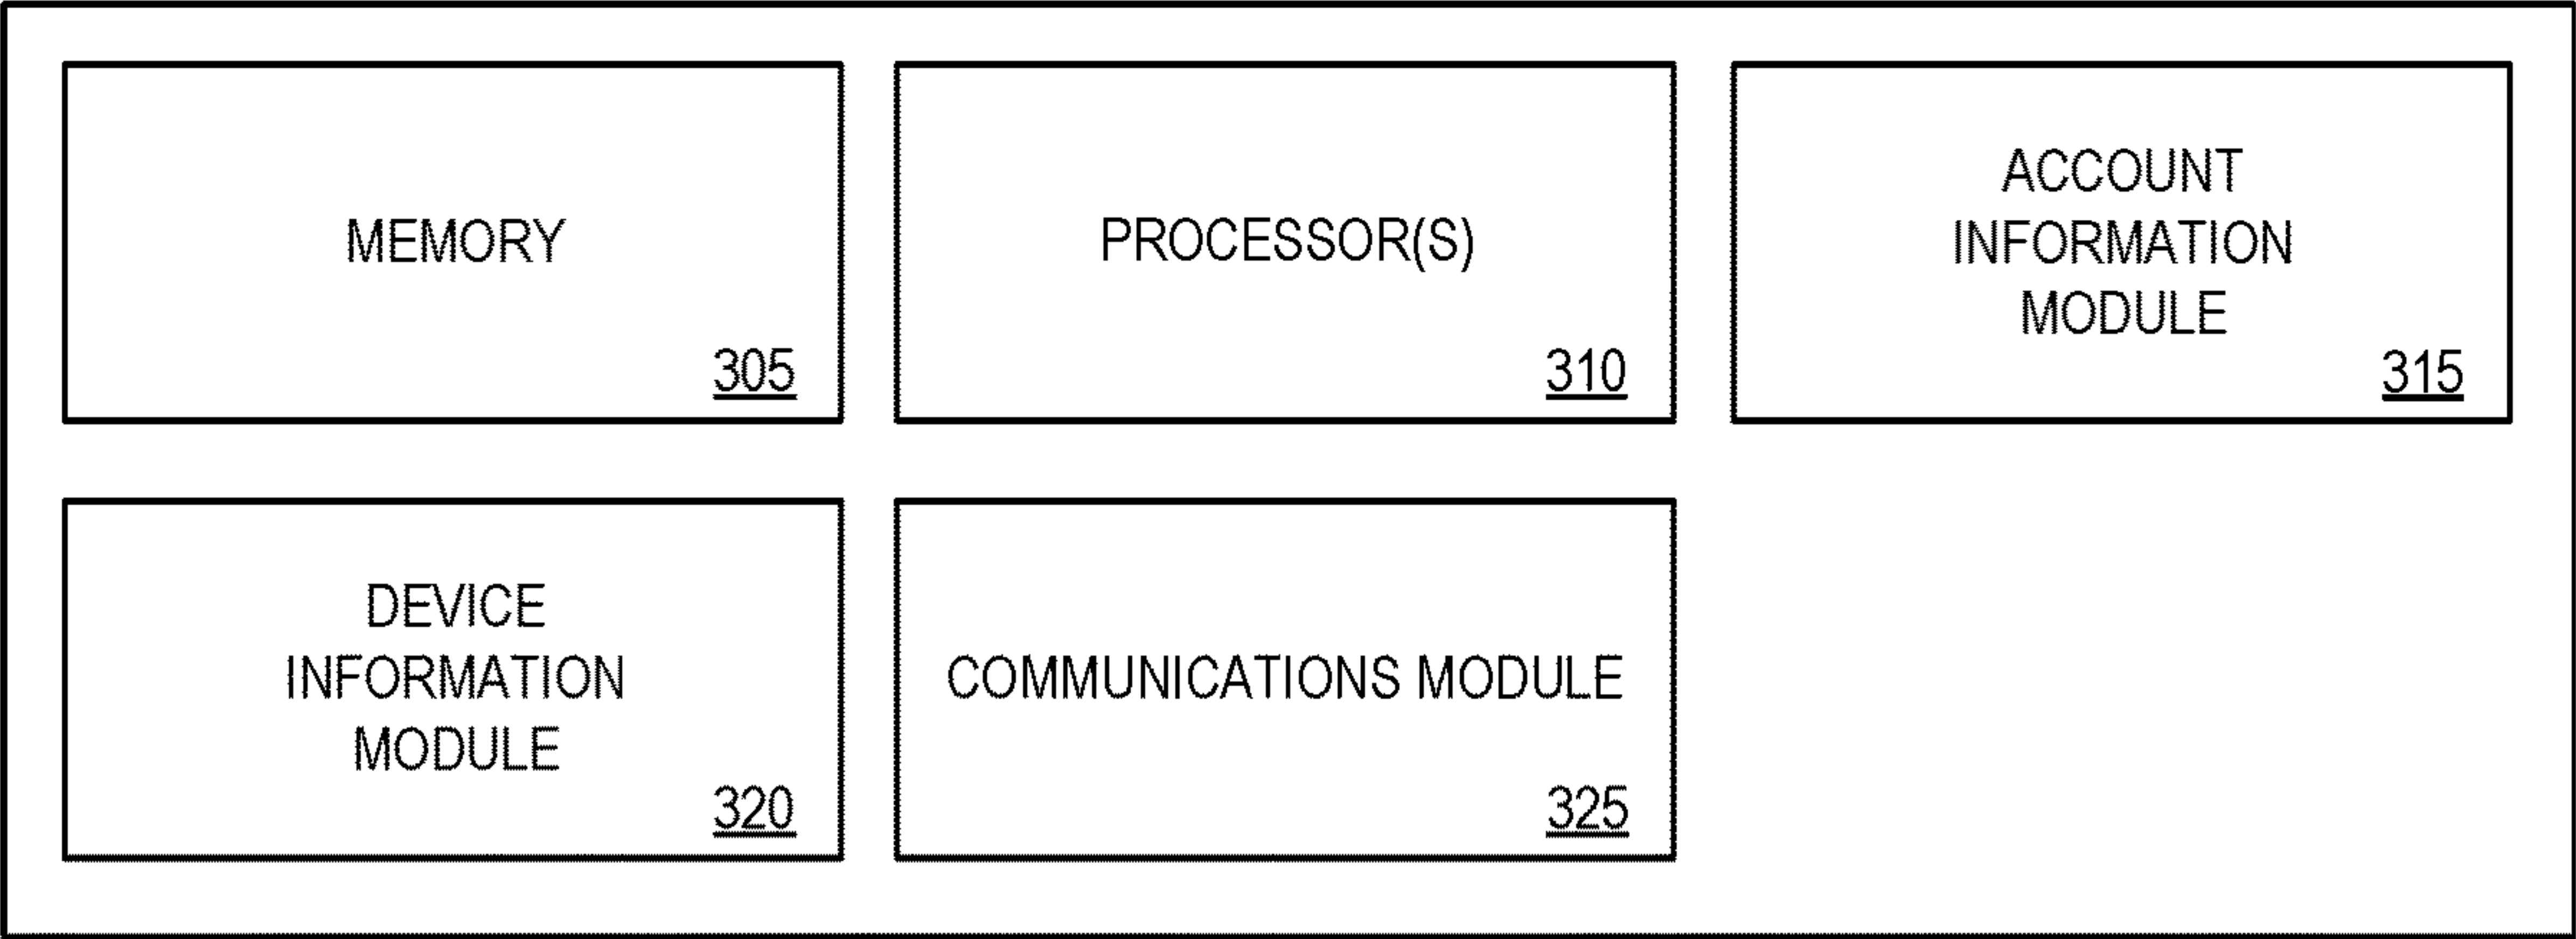 MEMORY
305
PROCESSOR(S)
310
ACCOUNT
INFORMATION
MODULE
315
DEVICE
INFORMATION
MODULE
320
COMMUNICATIONS MODULE
325